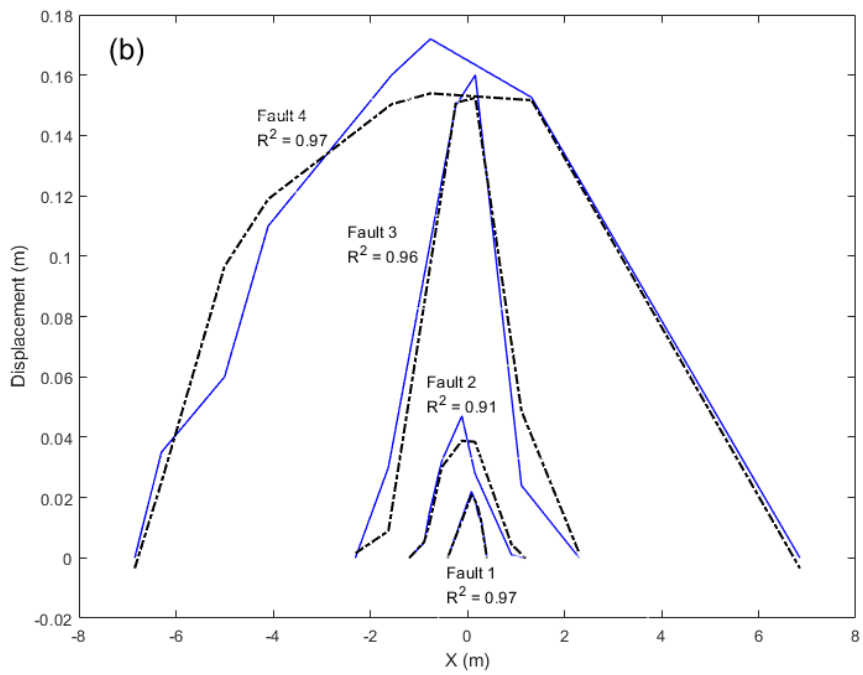 (b)
0.18
0.16
0.14
0.12
0.1
0.08
0.06
0.04
0.02
0
-0.02
Displacement (m)
Fault 4
R² = 0.97
Fault 3
R² = 0.96
Fault 2
R² = 0.91
Fault 1
R² = 0.97
-8
-6
-4
-2
0
2
4
6
8
X (m)